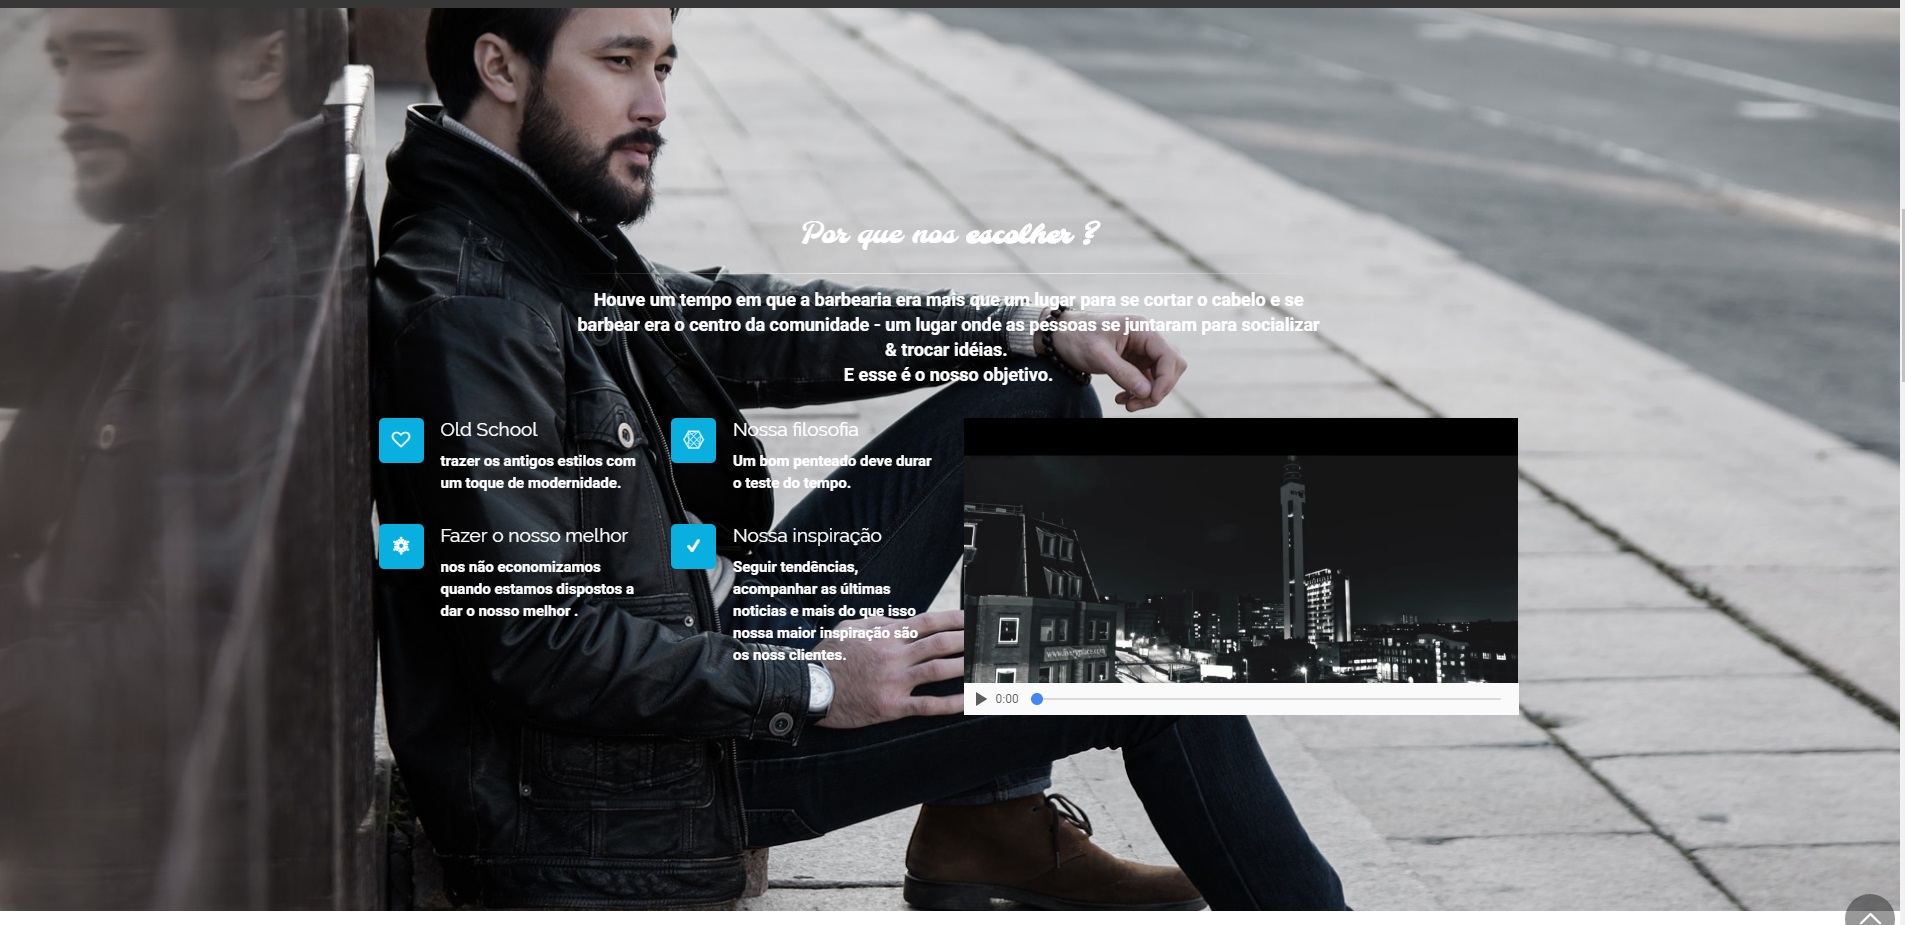 Por que nos escolher ?
Houve um tempo em que a barbearia era mais que um lugar para se cortar o cabelo e se
barbear era o centro da comunidade - um lugar onde as pessoas se juntaram para socializar
& trocar idéias.
E esse é o nosso objetivo.
Old School
trazer os antigos estilos com
um toque de modernidade.
Nossa filosofia
Um bom penteado deve durar
o teste do tempo.
Fazer o nosso melhor
nos não economizamos
quando estamos dispostos a
dar o nosso melhor .
Nossa inspiração
Seguir tendências,
acompanhar as últimas
noticias e mais do que isso
nossa maior inspiração são
os noss clientes.
0:00